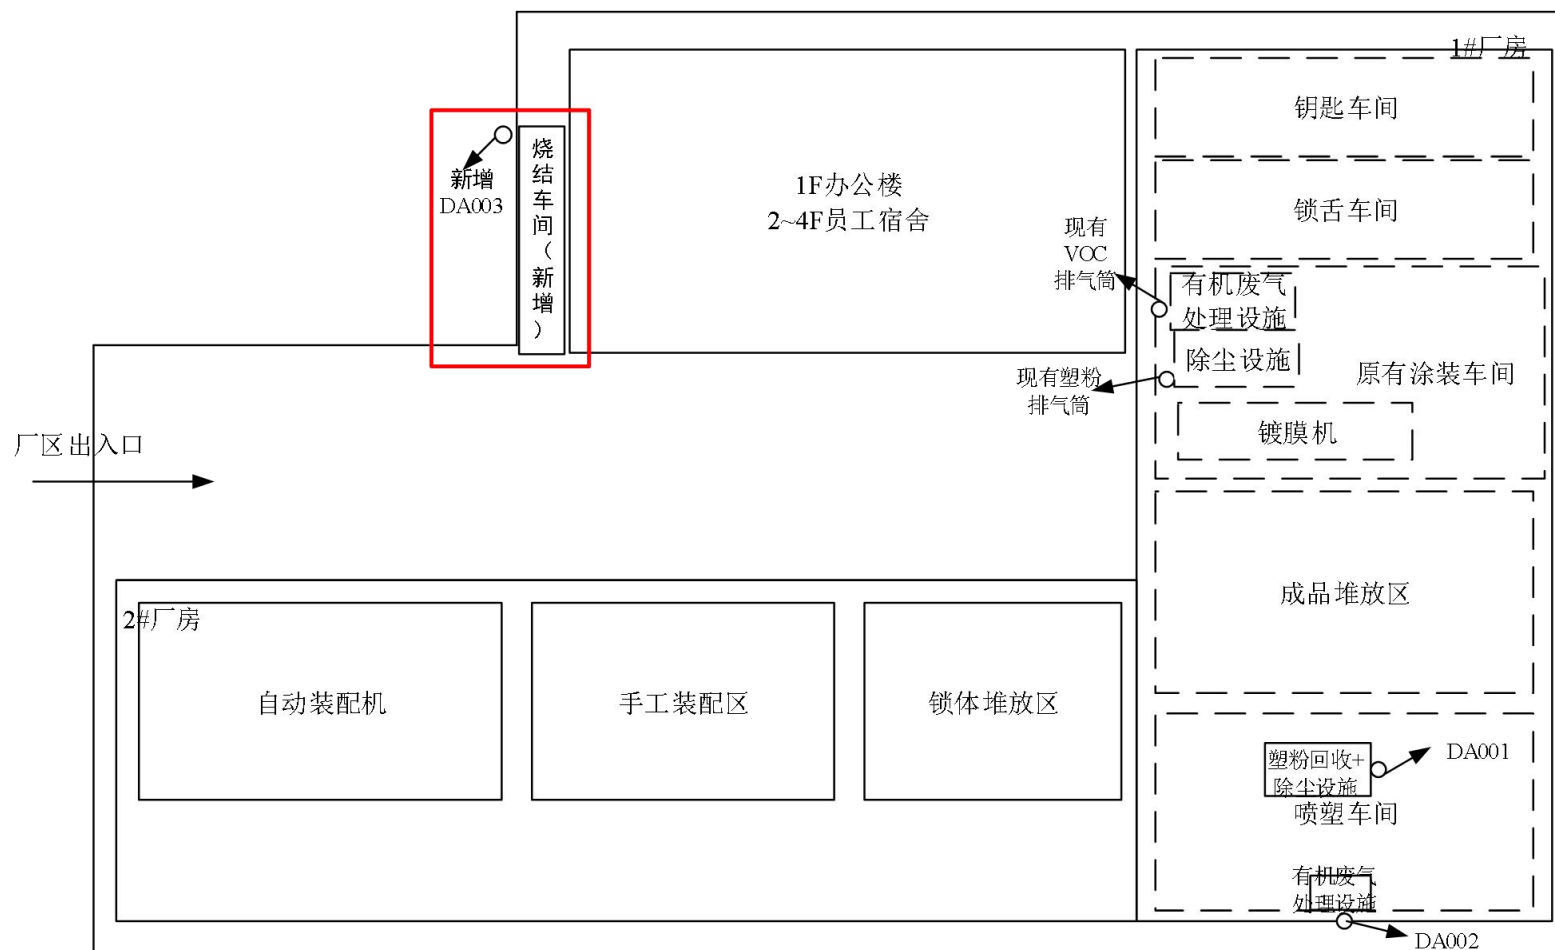 1#厂房
钥匙车间
烧结车间(新增)
新增
DA003
1F办公楼
2~4F员工宿舍
锁舌车间
现有
VOC
排气筒
有机废气
处理设施
除尘设施
原有涂装车间
现有塑粉
排气筒
镀膜机
厂区出入口
成品堆放区
2#厂房
自动装配机
手工装配区
锁体堆放区
塑粉回收+
除尘设施
DA001
喷塑车间
有机废气
处理设施
DA002